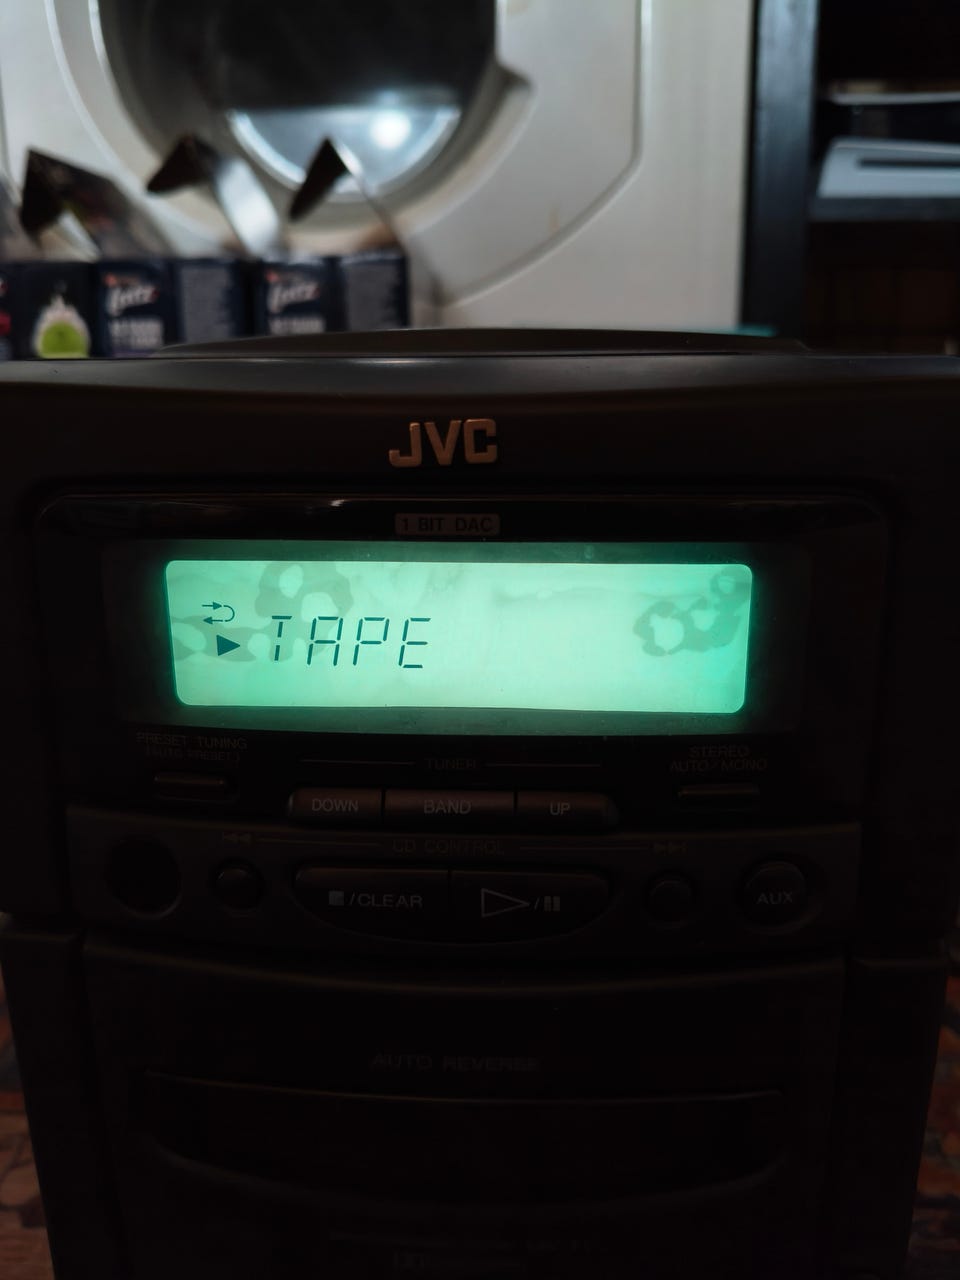 JVC
1 BIT DAC
TAPE
PRESET TUNING
(AUTO PRESET)
TUNER
STEREO
AUTO/MONO
DOWN
BAND
UP
CD CONTROL
/CLEAR
/
AUX
AUTO REVERSE